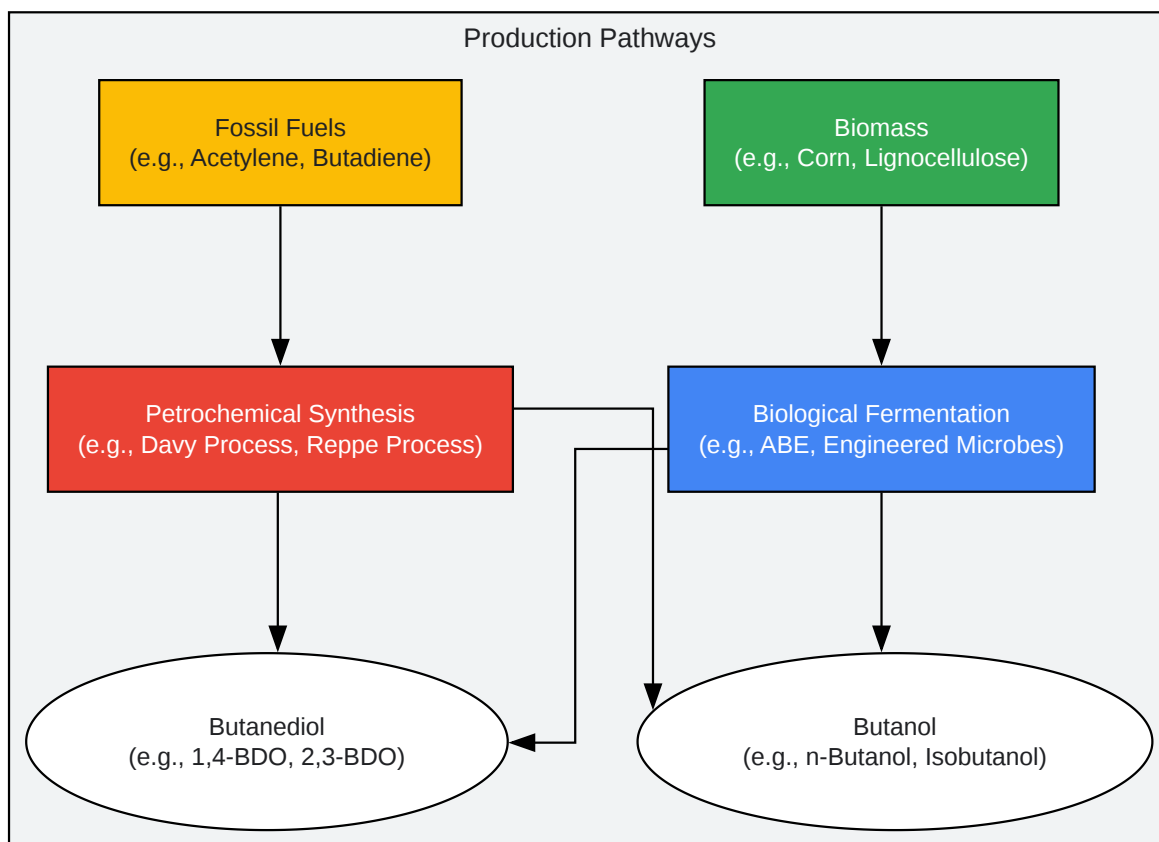 Production Pathways
Fossil Fuels
(e.g., Acetylene, Butadiene)
Biomass
(e.g., Corn, Lignocellulose)
Petrochemical Synthesis
(e.g., Davy Process, Reppe Process)
Biological Fermentation
(e.g., ABE, Engineered Microbes)
Butanediol
(e.g., 1,4-BDO, 2,3-BDO)
Butanol
(e.g., n-Butanol, Isobutanol)